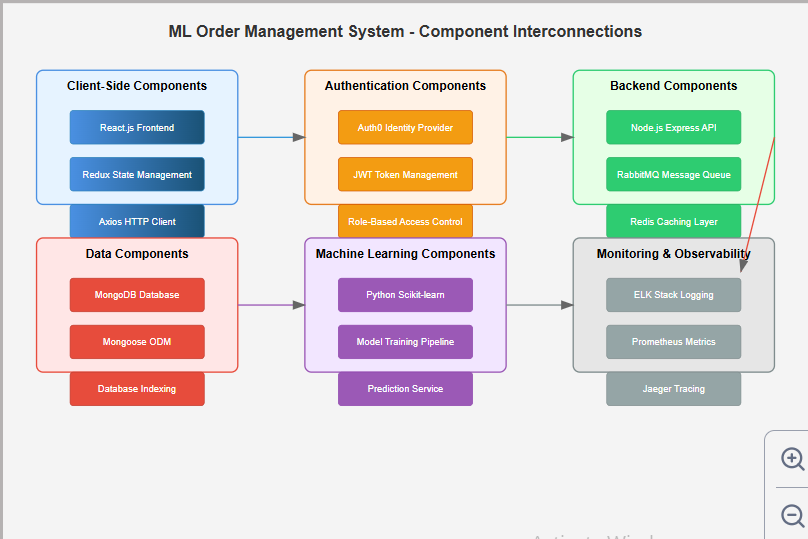 ML Order Management System - Component Interconnections
Client-Side Components
React.js Frontend
Redux State Management
Axios HTTP Client
Authentication Components
Auth0 Identity Provider
JWT Token Management
Role-Based Access Control
Backend Components
Node.js Express API
RabbitMQ Message Queue
Redis Caching Layer
Data Components
MongoDB Database
Mongoose ODM
Database Indexing
Machine Learning Components
Python Scikit-learn
Model Training Pipeline
Prediction Service
Monitoring & Observability
ELK Stack Logging
Prometheus Metrics
Jaeger Tracing